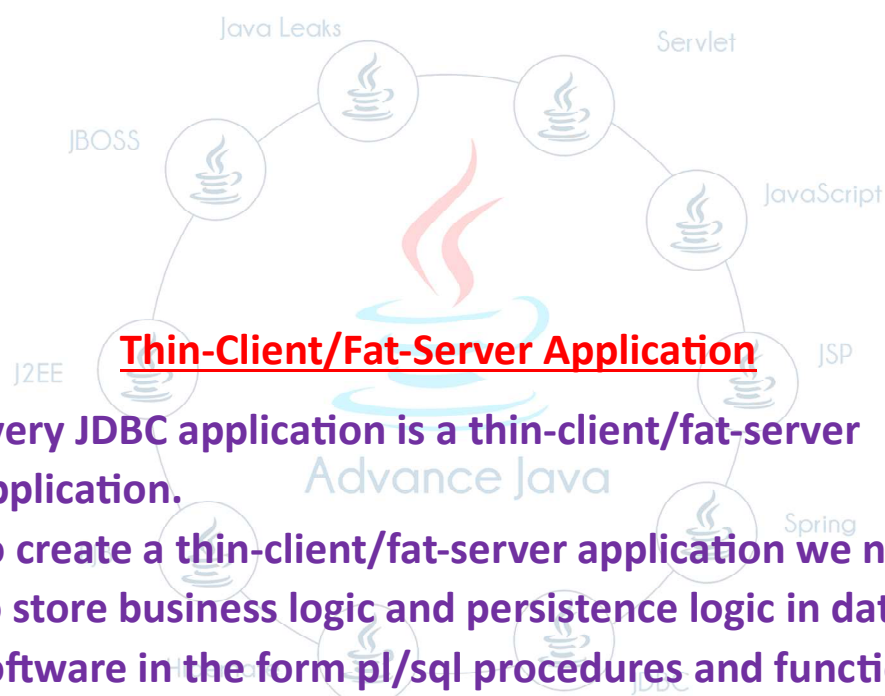 Java Leaks
Servlet
JBOSS
JavaScript
Thin-Client/Fat-Server Application
J2EE
JSP
very JDBC application is a thin-client/fat-server
pplication.
Advance Java
Spring
o create a thin-client/fat-server application we n
o store business logic and persistence logic in dat
oftware in the form pl/sql procedures and functi
JDBC